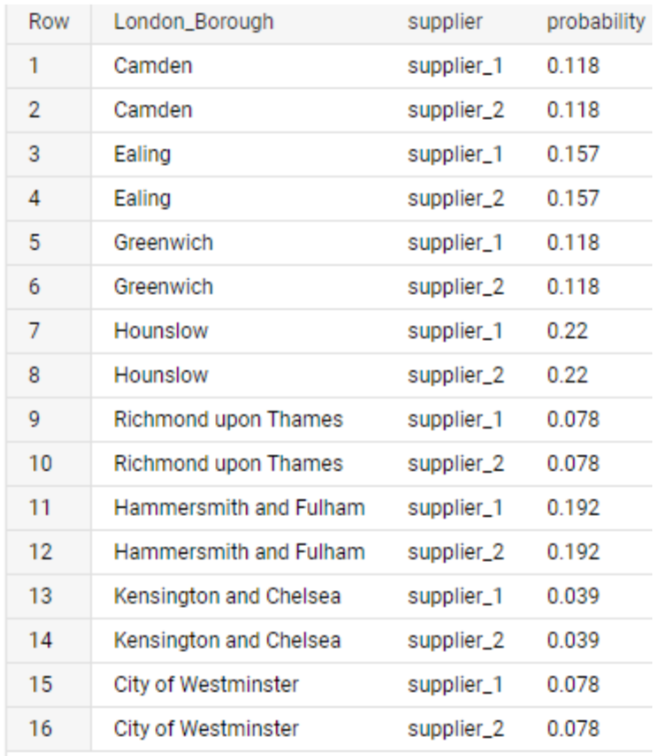 Row London_Borough supplier probability
1 Camden supplier_1 0.118
2 Camden supplier_2 0.118
3 Ealing supplier_1 0.157
4 Ealing supplier_2 0.157
5 Greenwich supplier_1 0.118
6 Greenwich supplier_2 0.118
7 Hounslow supplier_1 0.22
8 Hounslow supplier_2 0.22
9 Richmond upon Thames supplier_1 0.078
10 Richmond upon Thames supplier_2 0.078
11 Hammersmith and Fulham supplier_1 0.192
12 Hammersmith and Fulham supplier_2 0.192
13 Kensington and Chelsea supplier_1 0.039
14 Kensington and Chelsea supplier_2 0.039
15 City of Westminster supplier_1 0.078
16 City of Westminster supplier_2 0.078